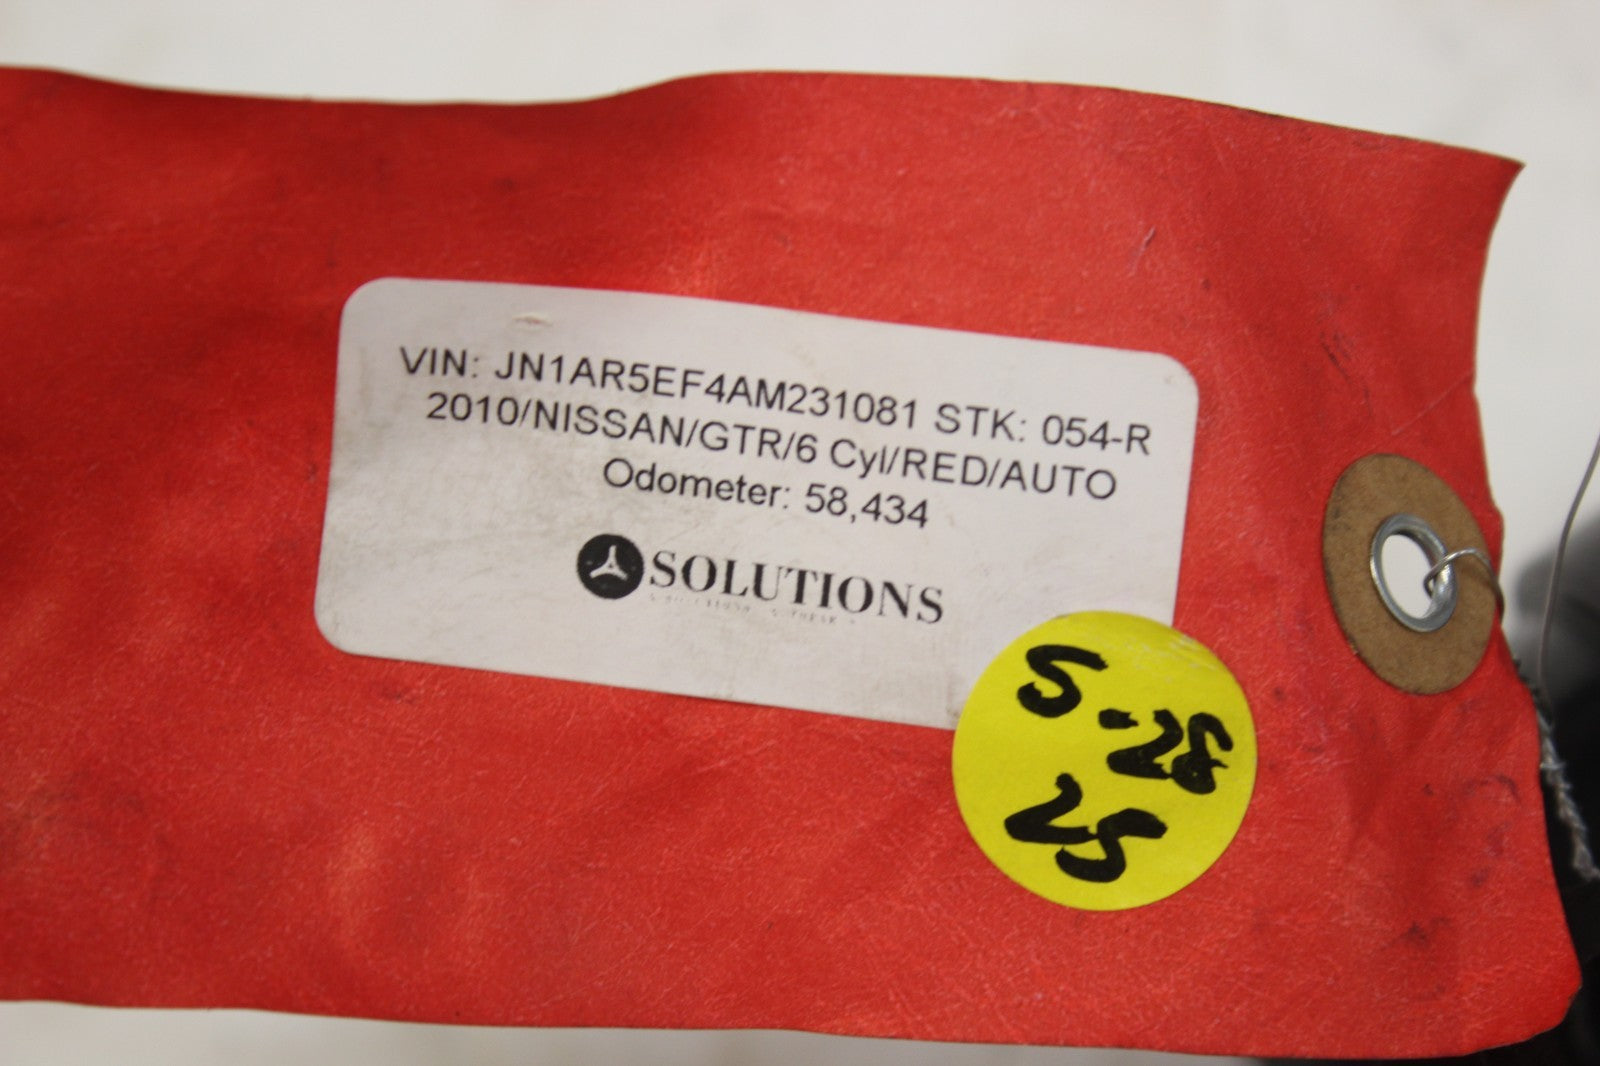 VIN: JN1AR5EF4AM231081 STK: 054-R
2010/NISSAN/GTR/6 Cyl/RED/AUTO
Odometer: 58,434
SOLUTIONS
5-28
25